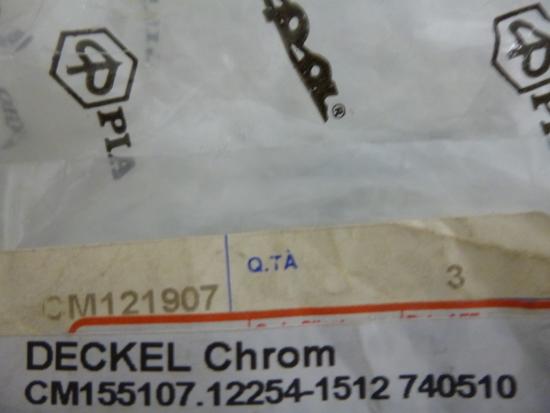 PIA
®
Q.TÀ
CM121907
3
DECKEL Chrom
CM155107.12254-1512 740510